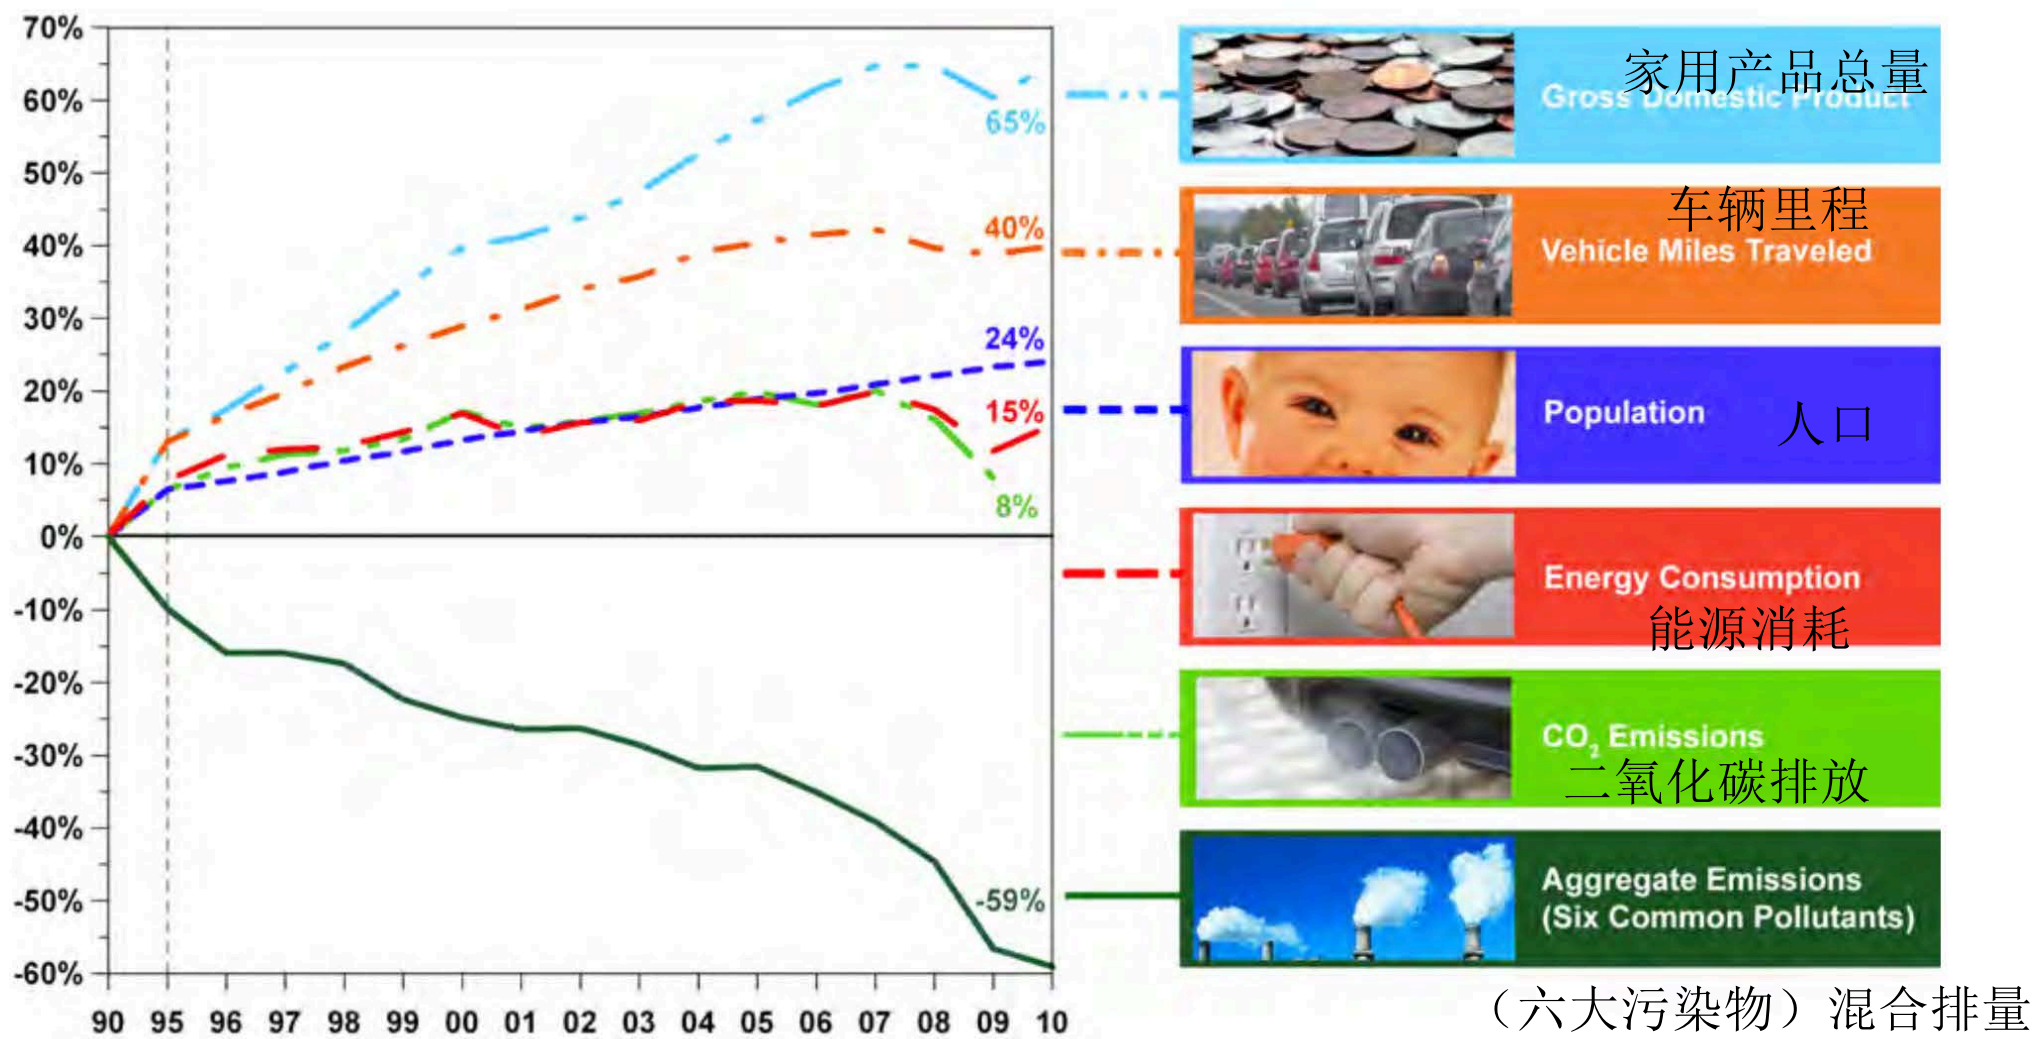 70%
60%
50%
40%
30%
20%
10%
0%
-10%
-20%
-30%
-40%
-50%
-60%
90 95 96 97 98 99 00 01 02 03 04 05 06 07 08 09 10
65%
40%
24%
15%
8%
-59%
家用产品总量
Gross Domestic Product
车辆里程
Vehicle Miles Traveled
Population
人口
Energy Consumption
能源消耗
CO₂ Emissions
二氧化碳排放
Aggregate Emissions
(Six Common Pollutants)
（六大污染物）混合排量